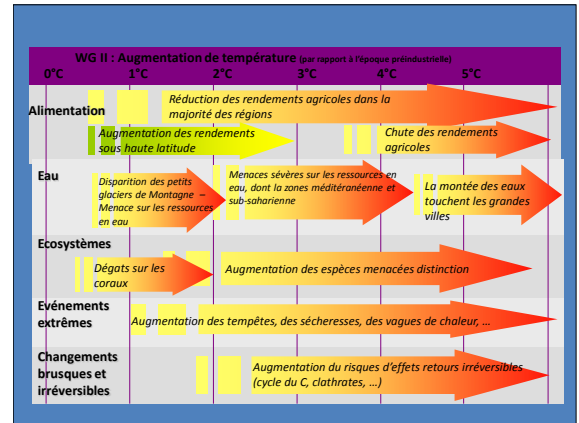 WG II : Augmentation de température (par rapport à l'époque préindustrielle)
0°C 1°C 2°C 3°C 4°C 5°C
Alimentation
Réduction des rendements agricoles dans la
majorité des régions
Augmentation des rendements
sous haute latitude
Chute des rendements
agricoles
Eau
Disparition des petits
glaciers de Montagne –
Menace sur les ressources
en eau
Menaces sévères sur les ressources en
eau, dont la zones méditéranéenne et
sub-saharienne
La montée des eaux
touchent les grandes
villes
Ecosystèmes
Dégats sur les
coraux
Augmentation des espèces menacées distinction
Evénements
extrêmes
Augmentation des tempêtes, des sécheresses, des vagues de chaleur, ...
Changements
brusques et
irréversibles
Augmentation du risques d'effets retours irréversibles
(cycle du C, clathrates, ...)